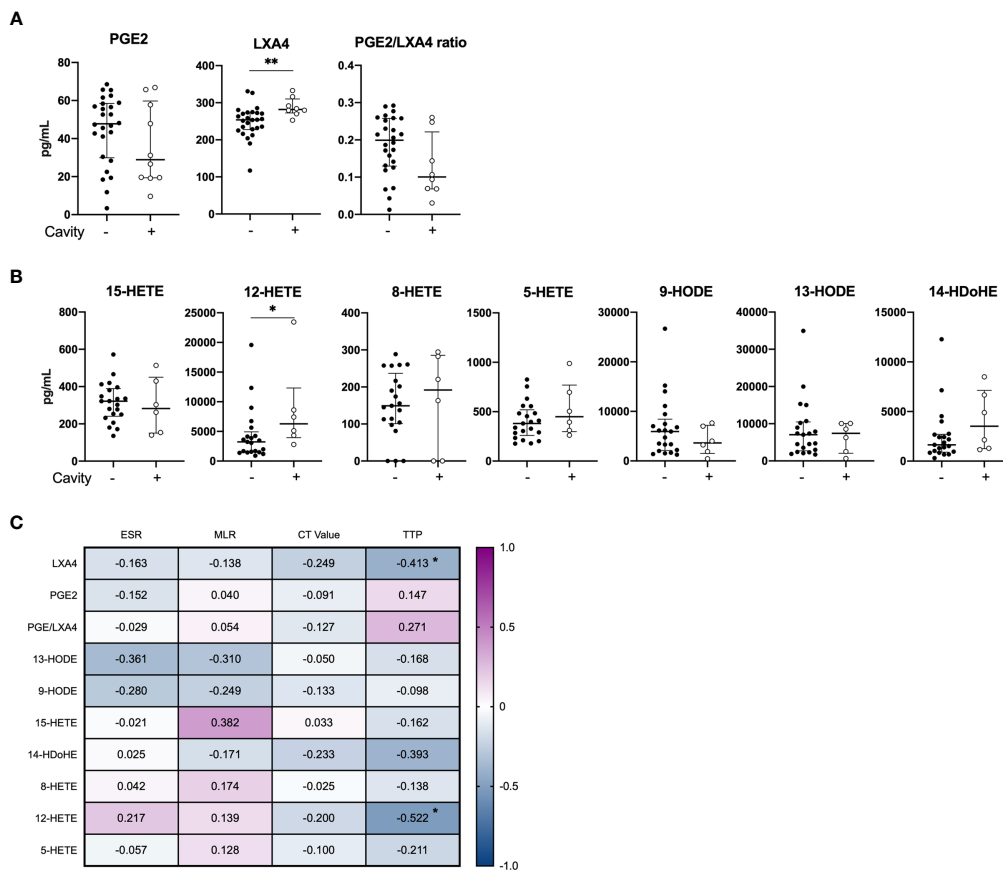 A
PGE2
LXA4
PGE2/LXA4 ratio
**
pg/mL
80
60
40
20
0
400
300
200
100
0
0.4
0.3
0.2
0.1
0.0
Cavity - + - + - +
B
15-HETE
12-HETE
8-HETE
5-HETE
9-HODE
13-HODE
14-HDoHE
*
pg/mL
800
600
400
200
0
25000
20000
15000
10000
5000
0
400
300
200
100
0
1500
1000
500
0
30000
20000
10000
0
40000
30000
20000
10000
0
15000
10000
5000
0
Cavity - + - + - + - + - + - + - +
C
ESR MLR CT Value TTP
LXA4 -0.163 -0.138 -0.249 -0.413 *
PGE2 -0.152 0.040 -0.091 0.147
PGE/LXA4 -0.029 0.054 -0.127 0.271
13-HODE -0.361 -0.310 -0.050 -0.168
9-HODE -0.280 -0.249 -0.133 -0.098
15-HETE -0.021 0.382 0.033 -0.162
14-HDoHE 0.025 -0.171 -0.233 -0.393
8-HETE 0.042 0.174 -0.025 -0.138
12-HETE 0.217 0.139 -0.200 -0.522 *
5-HETE -0.057 0.128 -0.100 -0.211
1.0
0.5
0
-0.5
-1.0